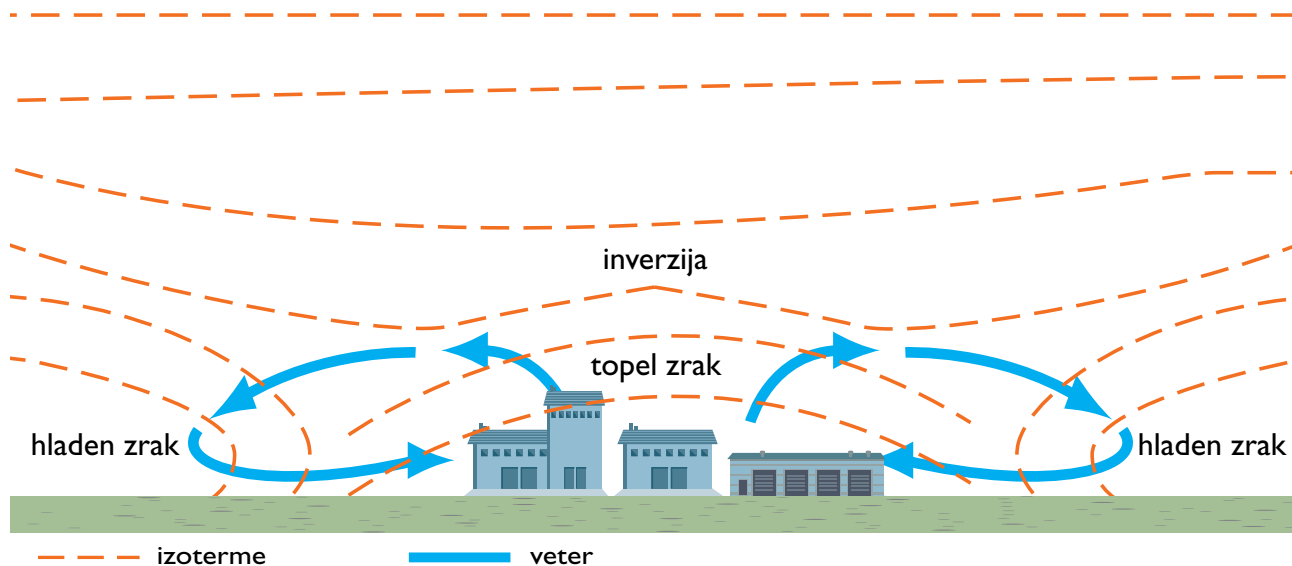 inverzija
topel zrak
hladen zrak
hladen zrak
izoterme
veter